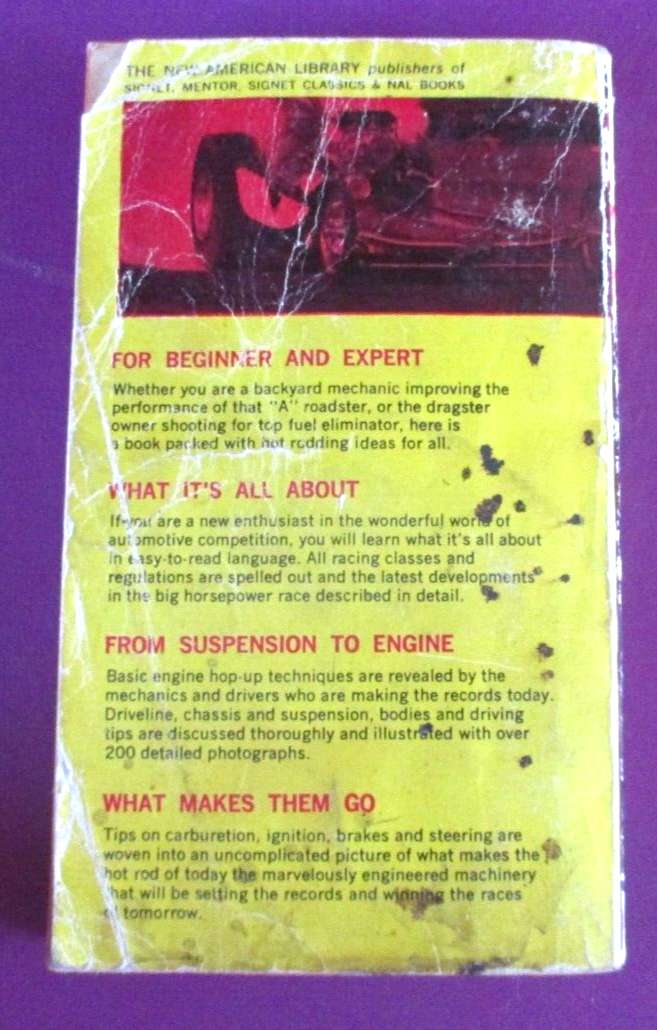 THE NEW AMERICAN LIBRARY publishers of
SIGNET, MENTOR, SIGNET CLASSICS & NAL BOOKS
FOR BEGINNER AND EXPERT
Whether you are a backyard mechanic improving the
performance of that "A" roadster, or the dragster
owner shooting for top fuel eliminator, here is
a book packed with hot rodding ideas for all.
WHAT IT'S ALL ABOUT
If you are a new enthusiast in the wonderful world of
automotive competition, you will learn what it's all about
in easy-to-read language. All racing classes and
regulations are spelled out and the latest developments
in the big horsepower race described in detail.
FROM SUSPENSION TO ENGINE
Basic engine hop-up techniques are revealed by the
mechanics and drivers who are making the records today.
Driveline, chassis and suspension, bodies and driving
tips are discussed thoroughly and illustrated with over
200 detailed photographs.
WHAT MAKES THEM GO
Tips on carburetion, ignition, brakes and steering are
woven into an uncomplicated picture of what makes the
hot rod of today the marvelously engineered machinery
that will be setting the records and winning the races
of tomorrow.